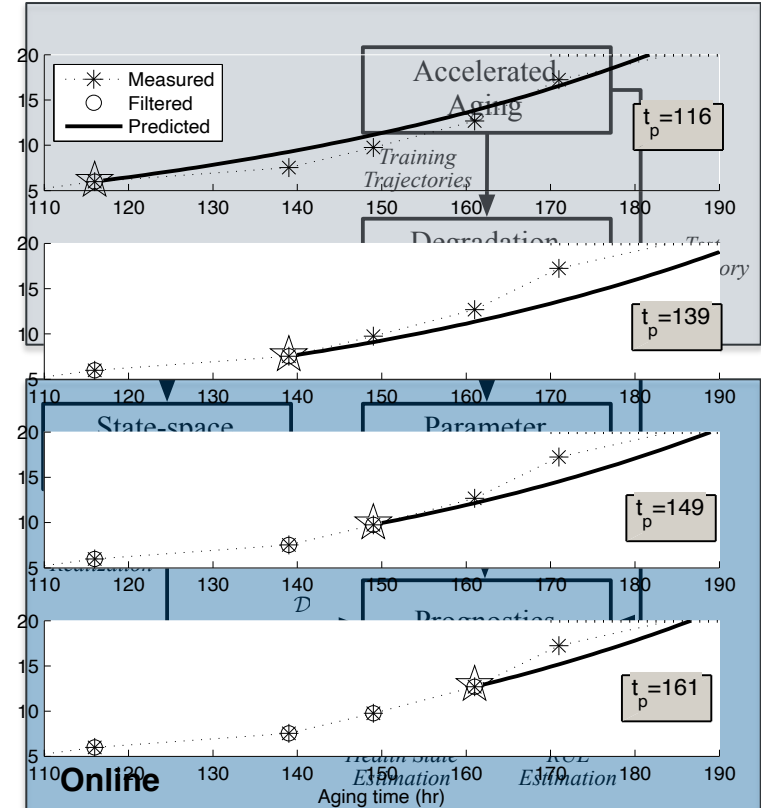 20
15
10
5
Measured
Filtered
Predicted
Accelerated
Aging
t_p=116
Training
Trajectories
110 120 130 140 150 160 170 180 190
Degradation
20
15
10
5
t_p=139
110 120 130 140 150 160 170 180 190
State-space
Parameter
20
15
10
5
t_p=149
110 120 130 140 150 160 170 180 190
Realization
D
Prognostics
20
15
10
5
t_p=161
110 120 130 140 150 160 170 180 190
Online
Health State
Estimation
RUL
Estimation
Aging time (hr)